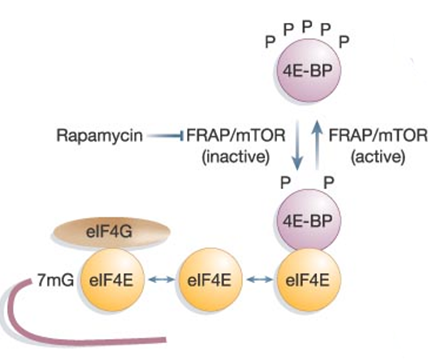 P P P P P
4E-BP
Rapamycin FRAP/mTOR FRAP/mTOR
(inactive) (active)
P P
4E-BP
eIF4G
7mG eIF4E eIF4E eIF4E